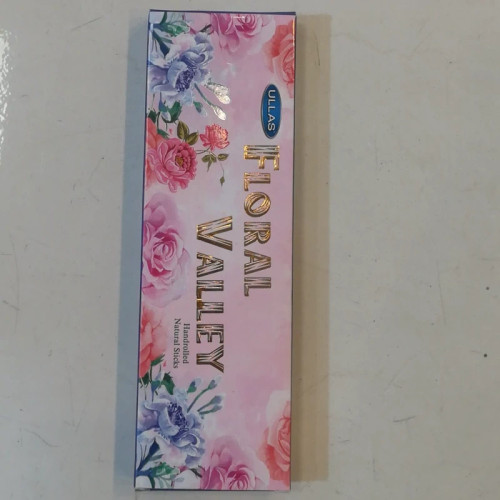 ULLAS
FLORAL
VALLEY
Handrolled
Natural Sticks